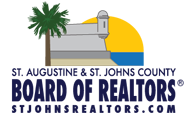 ST. AUGUSTINE & ST. JOHNS COUNTY
BOARD OF REALTORS®
STJOHNSREALTORS.COM